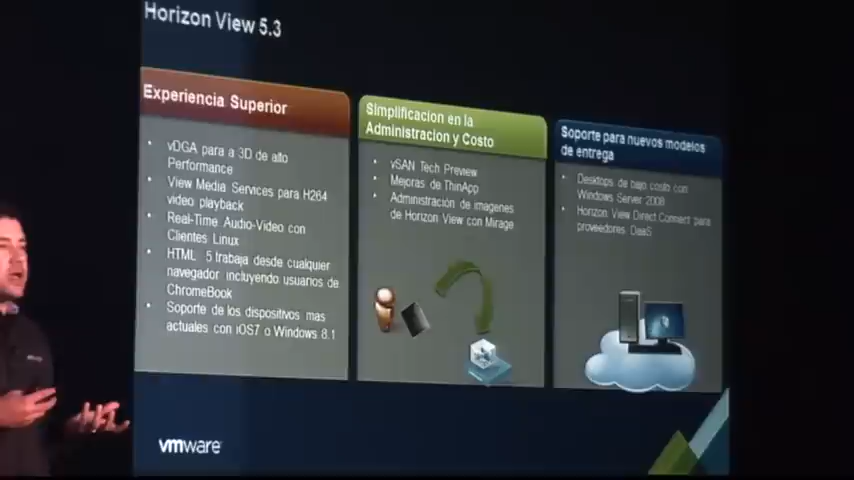 Horizon View 5.3
Experiencia Superior
• vDGA para a 3D de alto
Performance
• View Media Services para H264
video playback
• Real-Time Audio-Video con
Clientes Linux
• HTML 5 trabaja desde cualquier
navegador incluyendo usuarios de
ChromeBook
• Soporte de los dispositivos mas
actuales con iOS7 o Windows 8.1
Simplificacion en la
Administracion y Costo
• vSAN Tech Preview
• Mejoras de ThinApp
• Administración de imagenes
de Horizon View con Mirage
Soporte para nuevos modelos
de entrega
• Desktops de bajo costo con
Windows Server 2008
• Horizon View Direct Connect para
proveedores DaaS
vmware